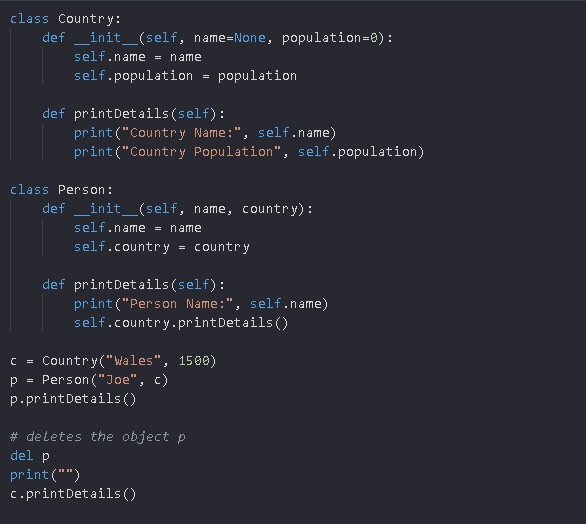 class Country:
    def __init__(self, name=None, population=0):
        self.name = name
        self.population = population

    def printDetails(self):
        print("Country Name:", self.name)
        print("Country Population", self.population)

class Person:
    def __init__(self, name, country):
        self.name = name
        self.country = country

    def printDetails(self):
        print("Person Name:", self.name)
        self.country.printDetails()

c = Country("Wales", 1500)
p = Person("Joe", c)
p.printDetails()

# deletes the object p
del p
print("")
c.printDetails()